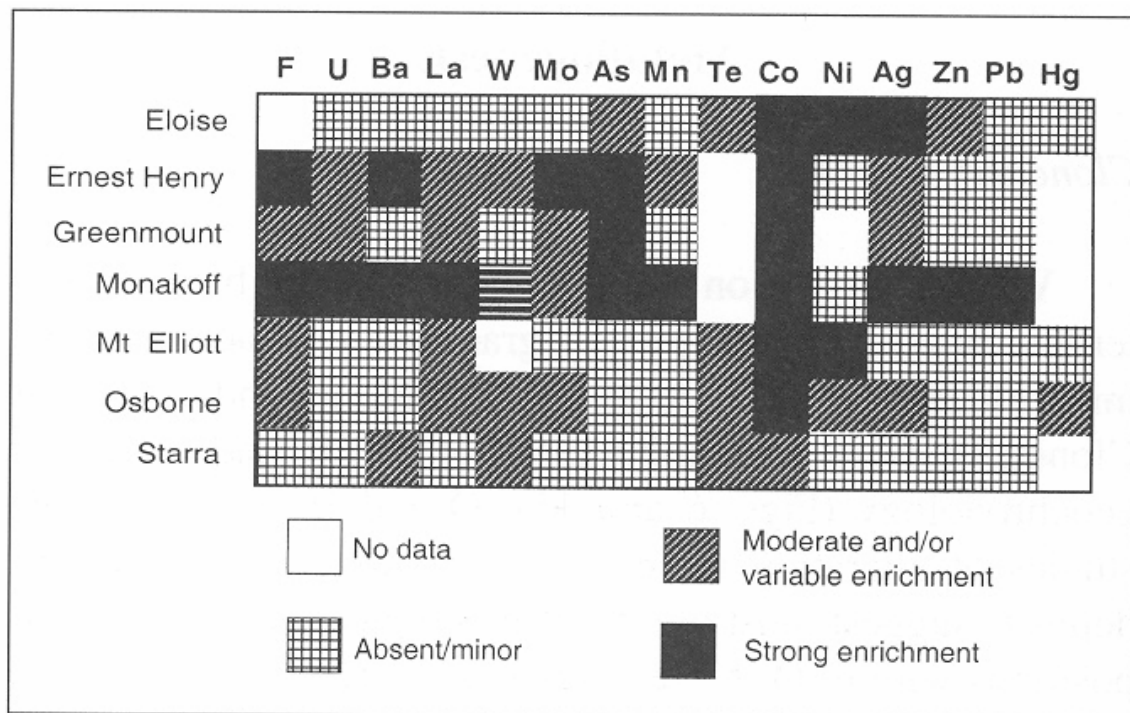 F U Ba La W Mo As Mn Te Co Ni Ag Zn Pb Hg
Eloise
Ernest Henry
Greenmount
Monakoff
Mt Elliott
Osborne
Starra
No data
Moderate and/or
variable enrichment
Absent/minor
Strong enrichment